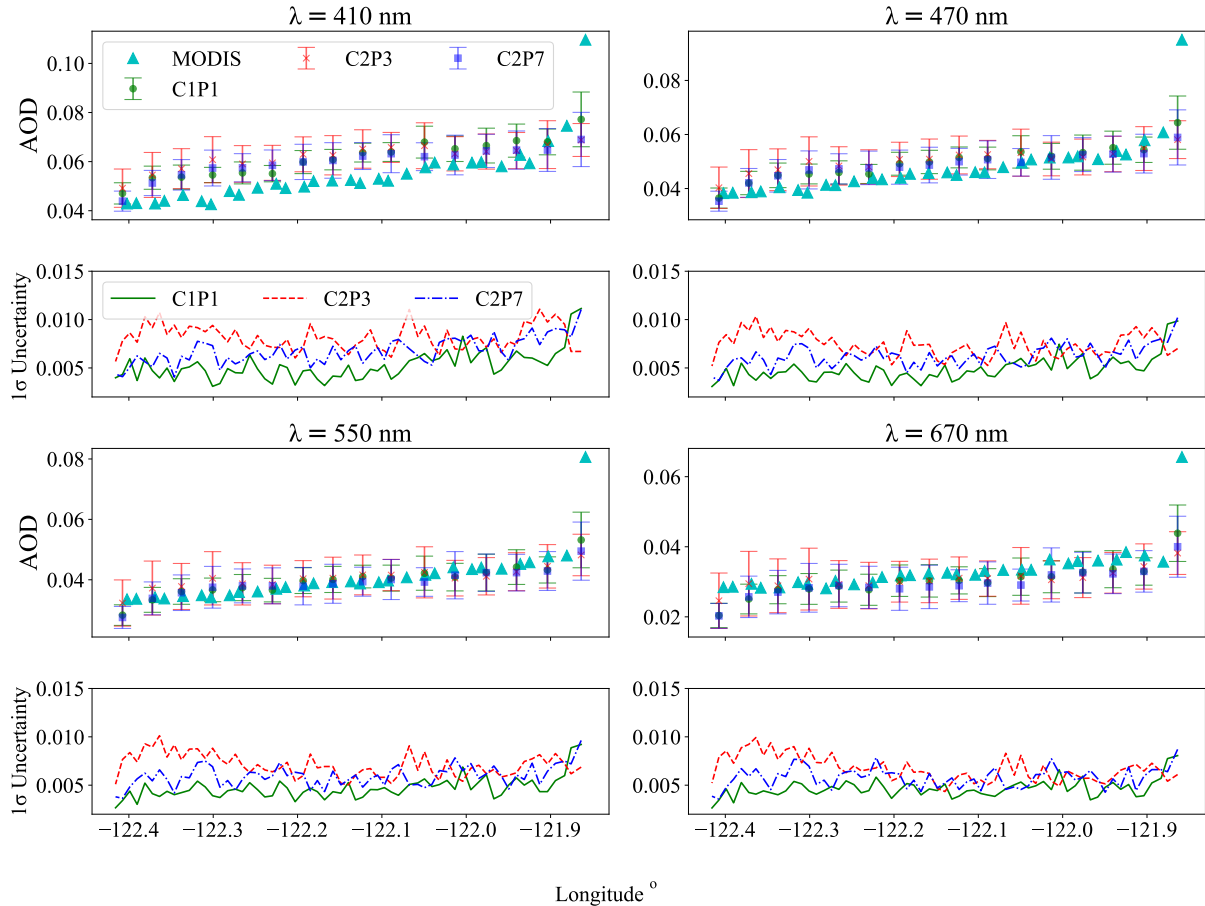 λ = 410 nm
λ = 470 nm
AOD
0.10
0.08
0.06
0.04
MODIS
C2P3
C2P7
C1P1
0.08
0.06
0.04
1σ Uncertainty
0.015
0.010
0.005
C1P1
C2P3
C2P7
0.015
0.010
0.005
λ = 550 nm
λ = 670 nm
AOD
0.08
0.06
0.04
0.06
0.04
0.02
1σ Uncertainty
0.015
0.010
0.005
0.015
0.010
0.005
−122.4 −122.3 −122.2 −122.1 −122.0 −121.9
−122.4 −122.3 −122.2 −122.1 −122.0 −121.9
Longitude °